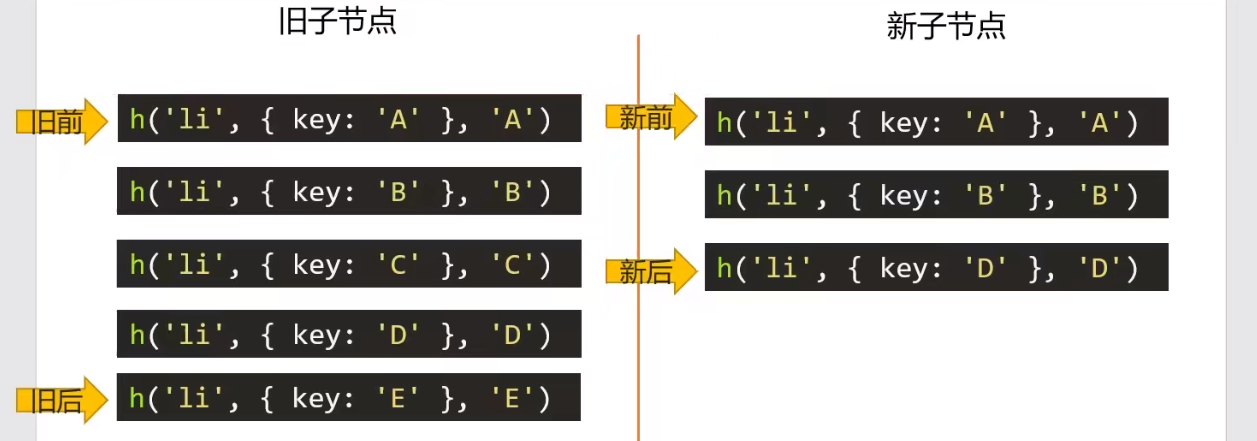 旧子节点
新子节点
旧前
h('li', { key: 'A' }, 'A')
h('li', { key: 'B' }, 'B')
h('li', { key: 'C' }, 'C')
h('li', { key: 'D' }, 'D')
旧后
h('li', { key: 'E' }, 'E')
新前
h('li', { key: 'A' }, 'A')
h('li', { key: 'B' }, 'B')
新后
h('li', { key: 'D' }, 'D')